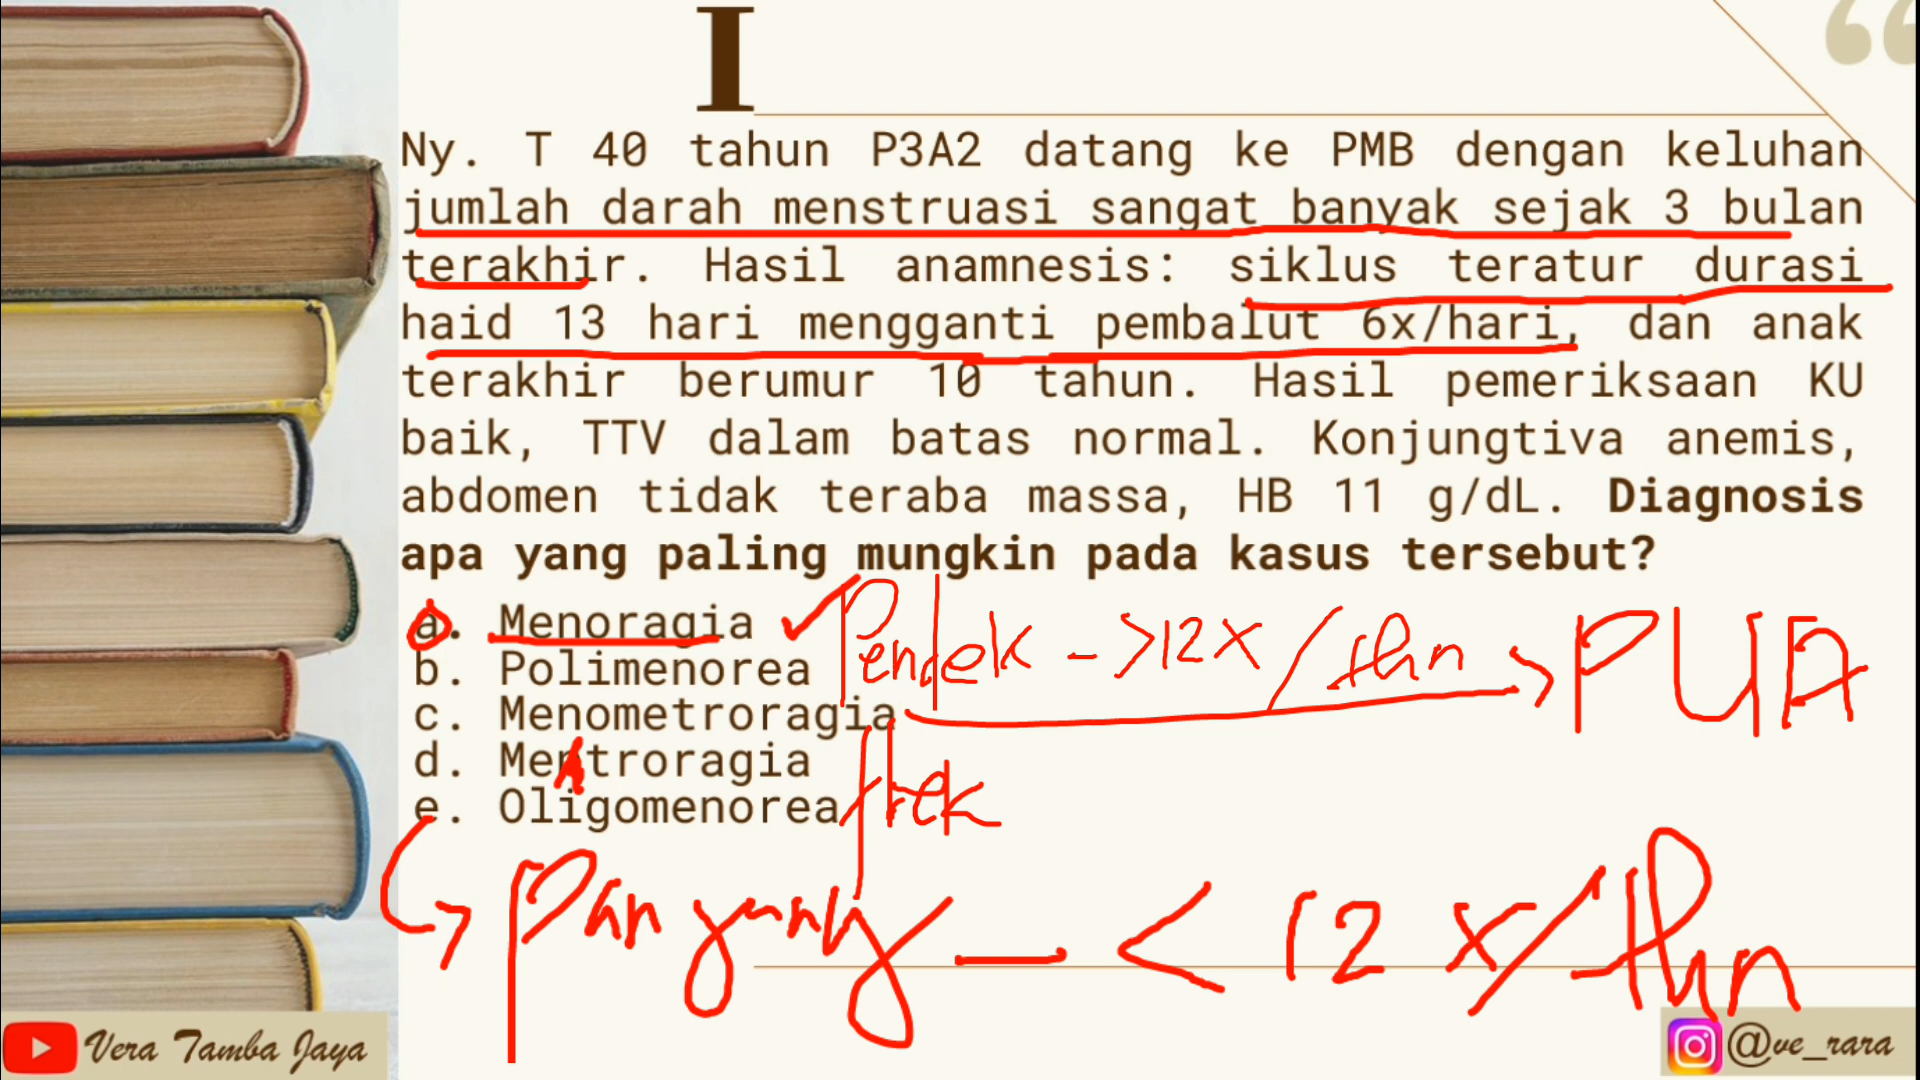 I
Ny. T 40 tahun P3A2 datang ke PMB dengan keluhan
jumlah darah menstruasi sangat banyak sejak 3 bulan
terakhir. Hasil anamnesis: siklus teratur durasi
haid 13 hari mengganti pembalut 6x/hari, dan anak
terakhir berumur 10 tahun. Hasil pemeriksaan KU
baik, TTV dalam batas normal. Konjungtiva anemis,
abdomen tidak teraba massa, HB 11 g/dL. Diagnosis
apa yang paling mungkin pada kasus tersebut?
a. Menoragia
b. Polimenorea Pendek - >12x/thn → PUA
c. Menometroragia
d. Mentroragia
e. Oligomenorea
flek
→ Panjang - < 12 x/thn
Vera Tamba Jaya
@ve_rara